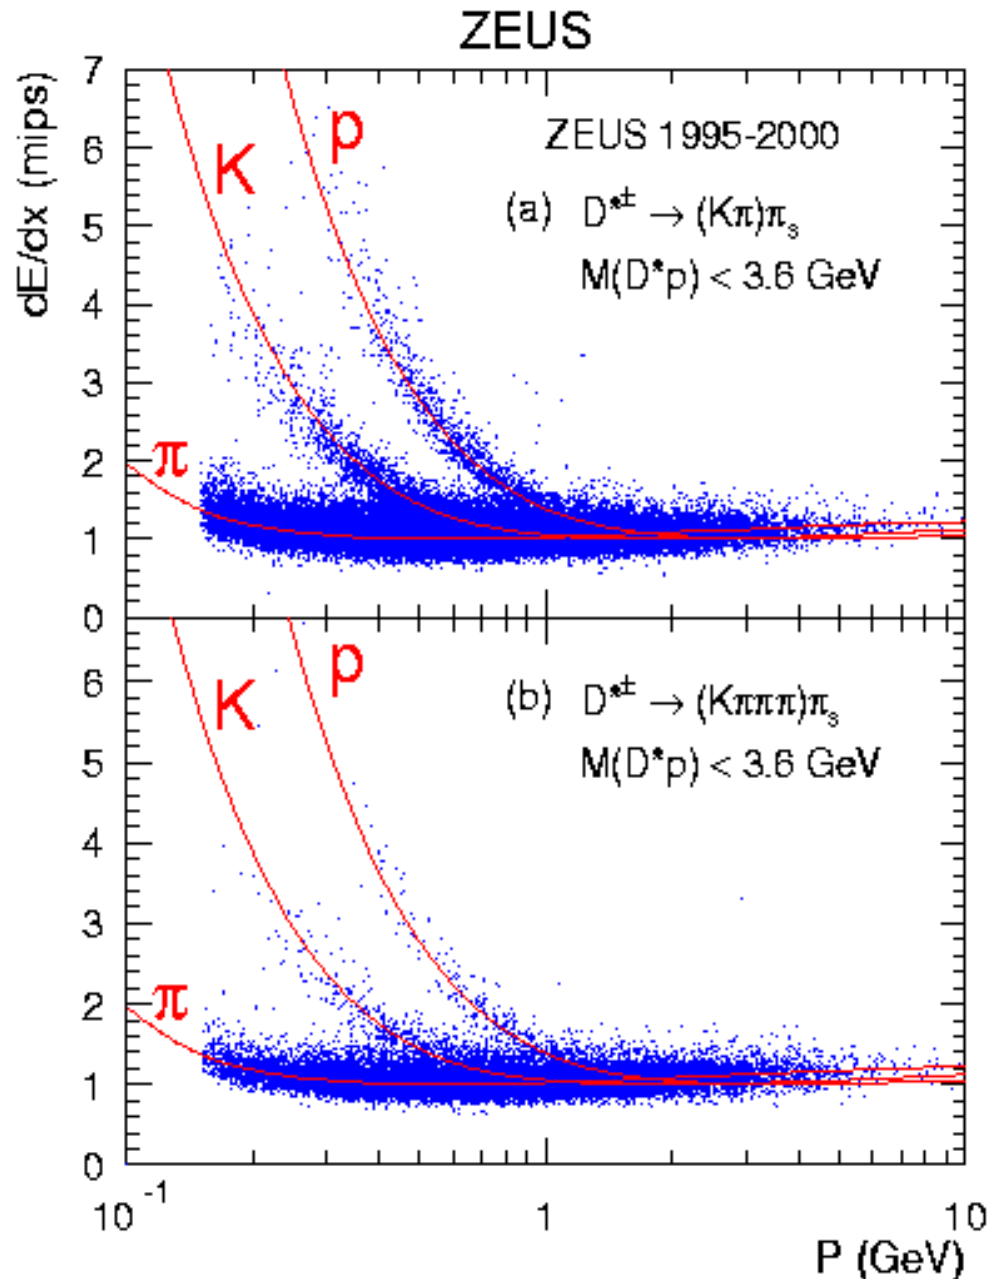 ZEUS
dE/dx (mips)
7
6
5
4
3
2
1
0
K
p
π
ZEUS 1995-2000
(a) D*± → (Kπ)πs
M(D*p) < 3.6 GeV
6
5
4
3
2
1
0
K
p
π
(b) D*± → (Kπππ)πs
M(D*p) < 3.6 GeV
10⁻¹ 1 10
P (GeV)